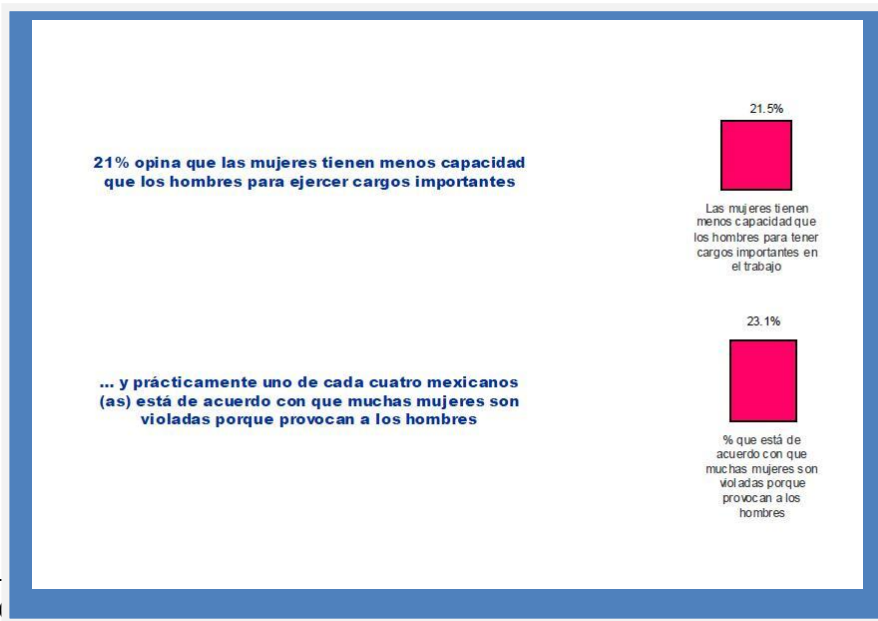 21.5%
21% opina que las mujeres tienen menos capacidad
que los hombres para ejercer cargos importantes
Las mujeres tienen
menos capacidad que
los hombres para tener
cargos importantes en
el trabajo
23.1%
... y prácticamente uno de cada cuatro mexicanos
(as) está de acuerdo con que muchas mujeres son
violadas porque provocan a los hombres
% que está de
acuerdo con que
muchas mujeres son
violadas porque
provocan a los
hombres